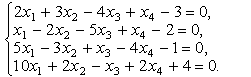 2x₁ + 3x₂ − 4x₃ + x₄ − 3 = 0,
x₁ − 2x₂ − 5x₃ + x₄ − 2 = 0,
5x₁ − 3x₂ + x₃ − 4x₄ − 1 = 0,
10x₁ + 2x₂ − x₃ + 2x₄ + 4 = 0.